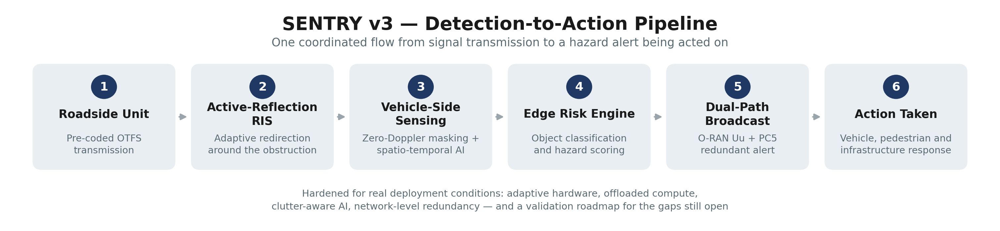 SENTRY v3 — Detection-to-Action Pipeline
One coordinated flow from signal transmission to a hazard alert being acted on
1
Roadside Unit
Pre-coded OTFS
transmission
2
Active-Reflection
RIS
Adaptive redirection
around the obstruction
3
Vehicle-Side
Sensing
Zero-Doppler masking +
spatio-temporal AI
4
Edge Risk Engine
Object classification
and hazard scoring
5
Dual-Path
Broadcast
O-RAN Uu + PC5
redundant alert
6
Action Taken
Vehicle, pedestrian and
infrastructure response
Hardened for real deployment conditions: adaptive hardware, offloaded compute,
clutter-aware AI, network-level redundancy — and a validation roadmap for the gaps still open